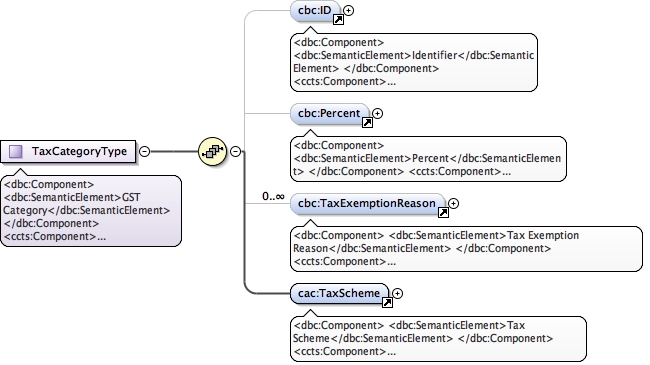 cbc:ID
<dbc:Component>
<dbc:SemanticElement>Identifier</dbc:Semantic
Element> </dbc:Component>
<ccts:Component>...
cbc:Percent
<dbc:Component>
<dbc:SemanticElement>Percent</dbc:SemanticElemen
t> </dbc:Component> <ccts:Component>...
TaxCategoryType
<dbc:Component>
<dbc:SemanticElement>GST
Category</dbc:SemanticElement>
</dbc:Component>
<ccts:Component>...
0..∞
cbc:TaxExemptionReason
<dbc:Component> <dbc:SemanticElement>Tax Exemption
Reason</dbc:SemanticElement> </dbc:Component>
<ccts:Component>...
cac:TaxScheme
<dbc:Component> <dbc:SemanticElement>Tax
Scheme</dbc:SemanticElement> </dbc:Component>
<ccts:Component>...